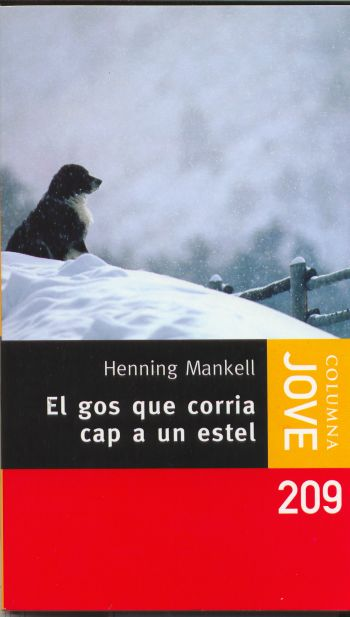 Henning Mankell
El gos que corria
cap a un estel
COLUMNA
JOVE
209